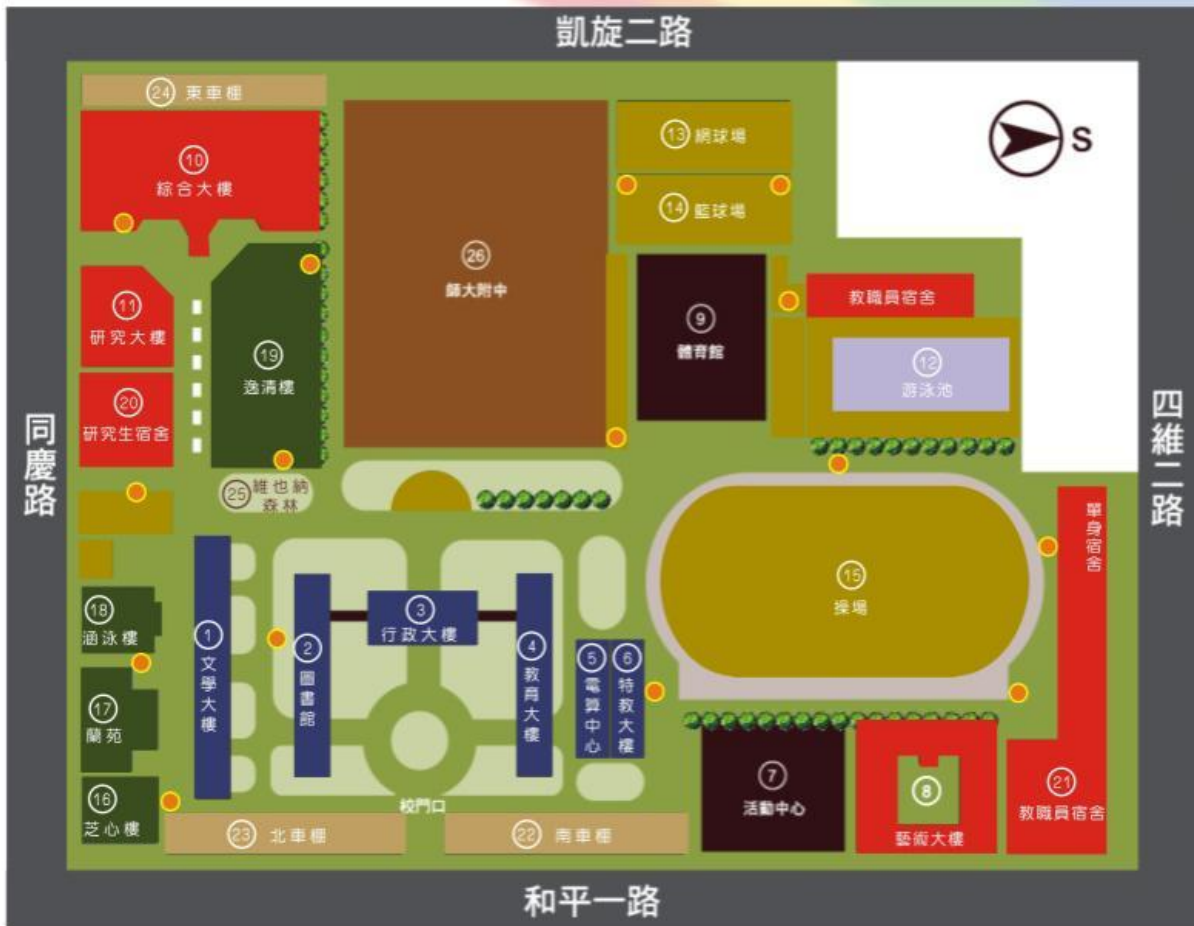 凱旋二路
㉔ 東車棚
⑩
綜合大樓
⑪
研究大樓
⑳
研究生宿舍
⑲
逸清樓
㉕ 維也納
森林
㉖
師大附中
⑬ 網球場
⑭ 籃球場
⑨
體育館
S
教職員宿舍
⑫
游泳池
同慶路
四維二路
單身宿舍
⑮
操場
⑱
涵泳樓
⑰
蘭苑
⑯
芝心樓
① 文學大樓
② 圖書館
③
行政大樓
④ 教育大樓
⑤ 電算中心
⑥ 特教大樓
⑦
活動中心
⑧
藝術大樓
㉑
教職員宿舍
校門口
㉓ 北車棚
㉒ 南車棚
和平一路